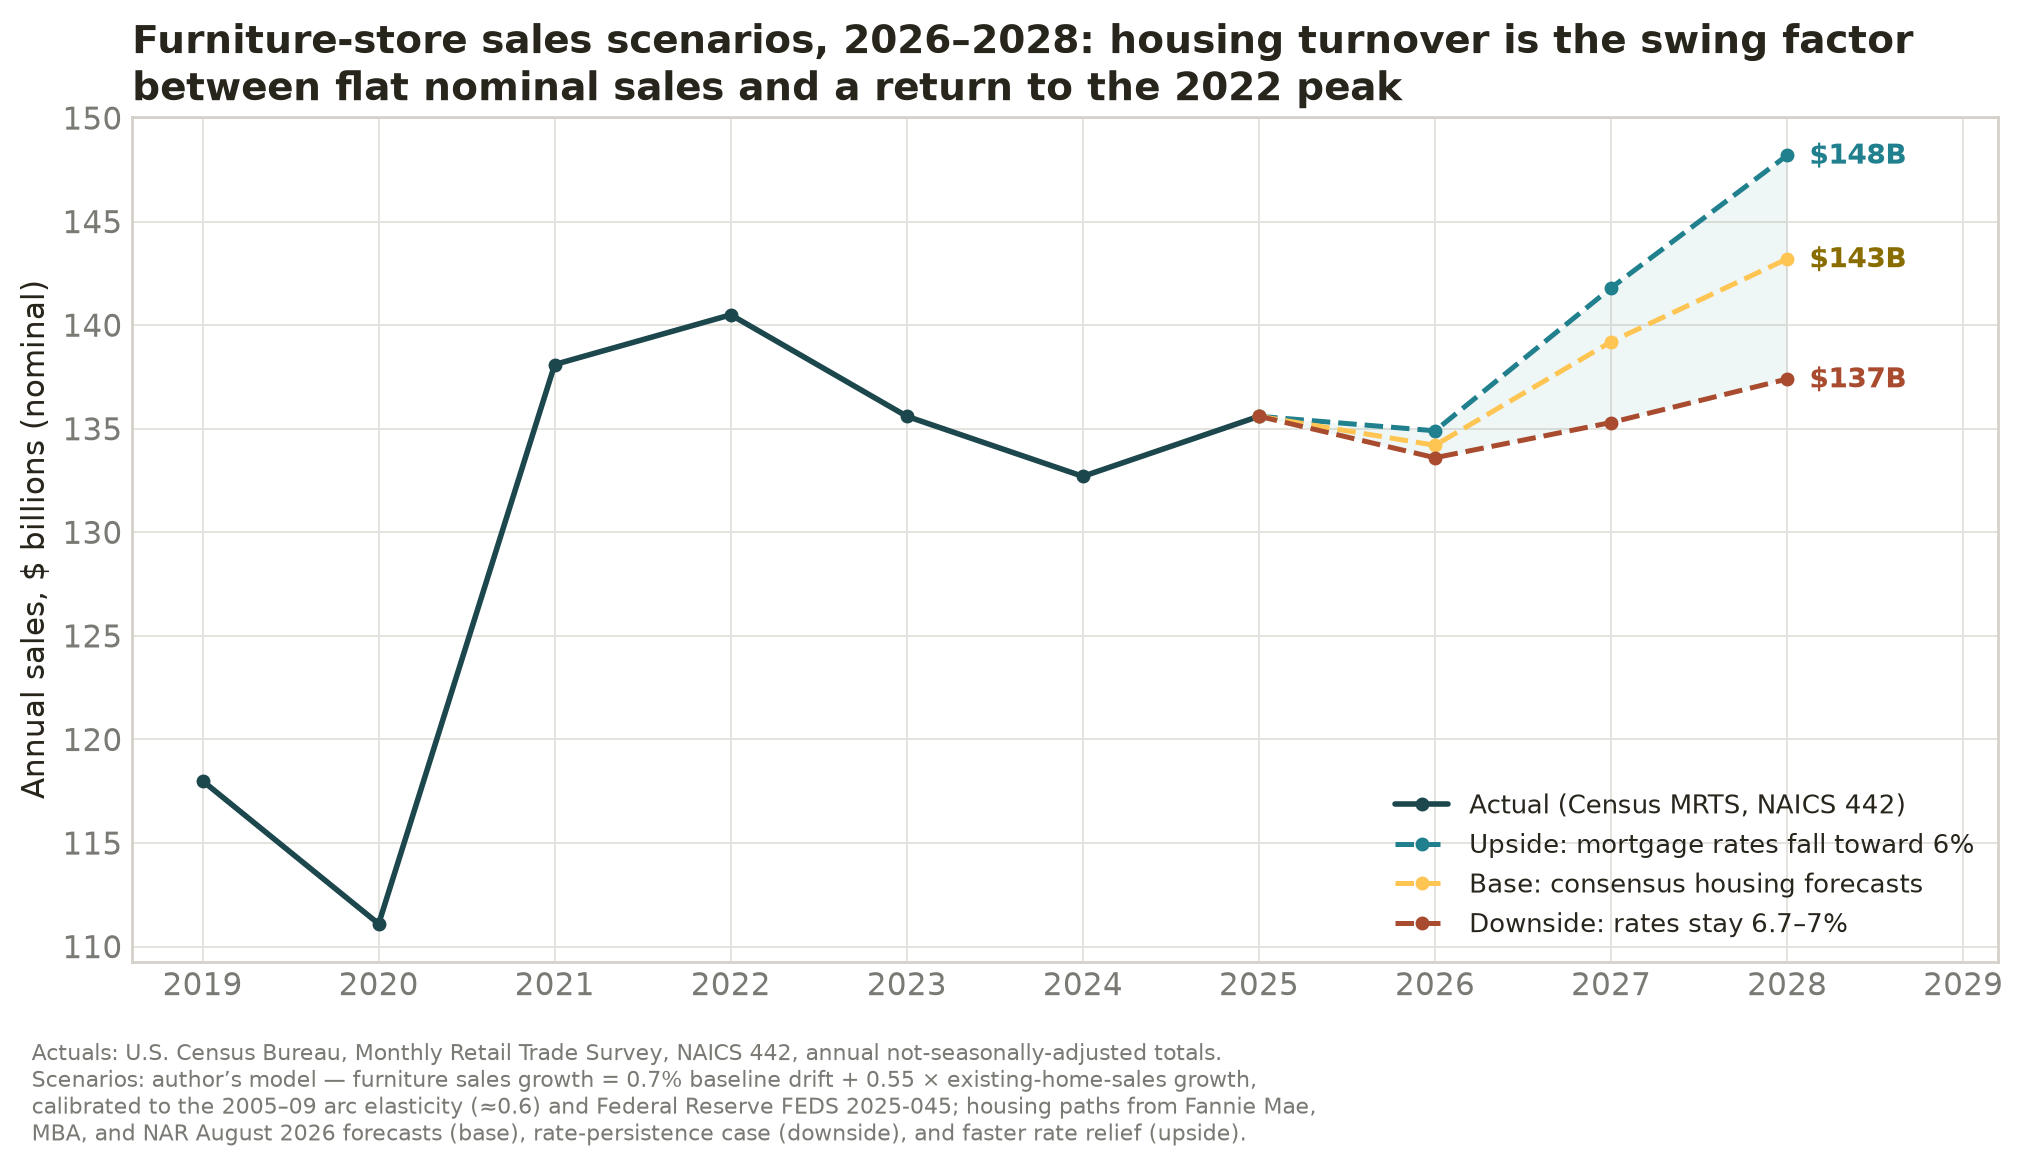 Furniture-store sales scenarios, 2026–2028: housing turnover is the swing factor
between flat nominal sales and a return to the 2022 peak
Annual sales, $ billions (nominal)
150
145
140
135
130
125
120
115
110
$148B
$143B
$137B
Actual (Census MRTS, NAICS 442)
Upside: mortgage rates fall toward 6%
Base: consensus housing forecasts
Downside: rates stay 6.7–7%
2019 2020 2021 2022 2023 2024 2025 2026 2027 2028 2029
Actuals: U.S. Census Bureau, Monthly Retail Trade Survey, NAICS 442, annual not-seasonally-adjusted totals.
Scenarios: author’s model — furniture sales growth = 0.7% baseline drift + 0.55 × existing-home-sales growth,
calibrated to the 2005–09 arc elasticity (≈0.6) and Federal Reserve FEDS 2025-045; housing paths from Fannie Mae,
MBA, and NAR August 2026 forecasts (base), rate-persistence case (downside), and faster rate relief (upside).